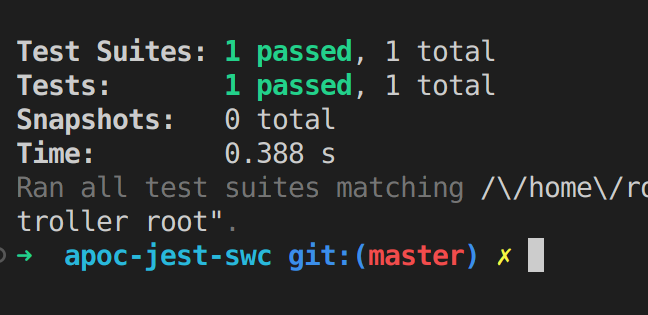 Test Suites: 1 passed, 1 total
Tests:       1 passed, 1 total
Snapshots:   0 total
Time:        0.388 s
Ran all test suites matching /\/home\/ro
troller root".
➜  apoc-jest-swc git:(master) ✗